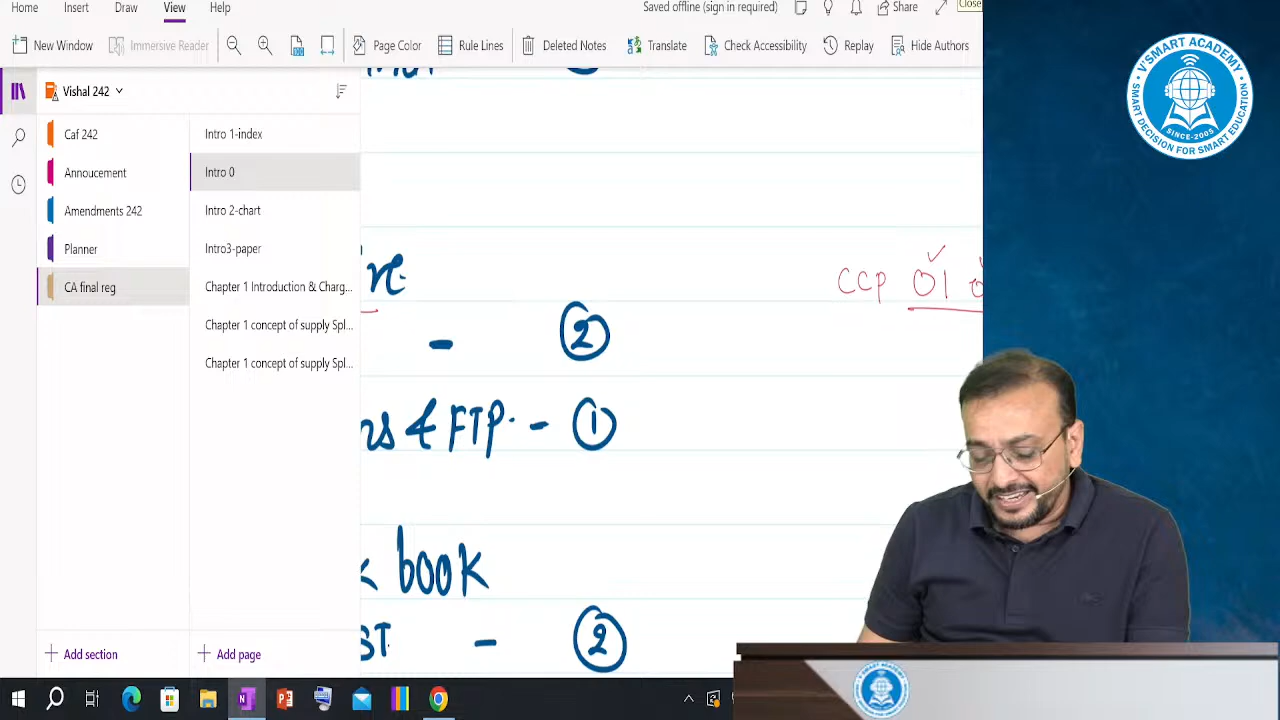 Home Insert Draw View Help Saved offline (sign in required) Share Close
New Window Immersive Reader Page Color Rule Lines Deleted Notes Translate Check Accessibility Replay Hide Authors
Vishal 242
Caf 242
Annoucement
Amendments 242
Planner
CA final reg
Intro 1-index
Intro 0
Intro 2-chart
Intro3-paper
Chapter 1 Introduction & Charg...
Chapter 1 concept of supply Spl...
Chapter 1 concept of supply Spl...
Add section
Add page
CCP 01
- 2
& FTP. - 1
book
- 2
V'SMART ACADEMY
SMART DECISION FOR SMART EDUCATION
SINCE-2005